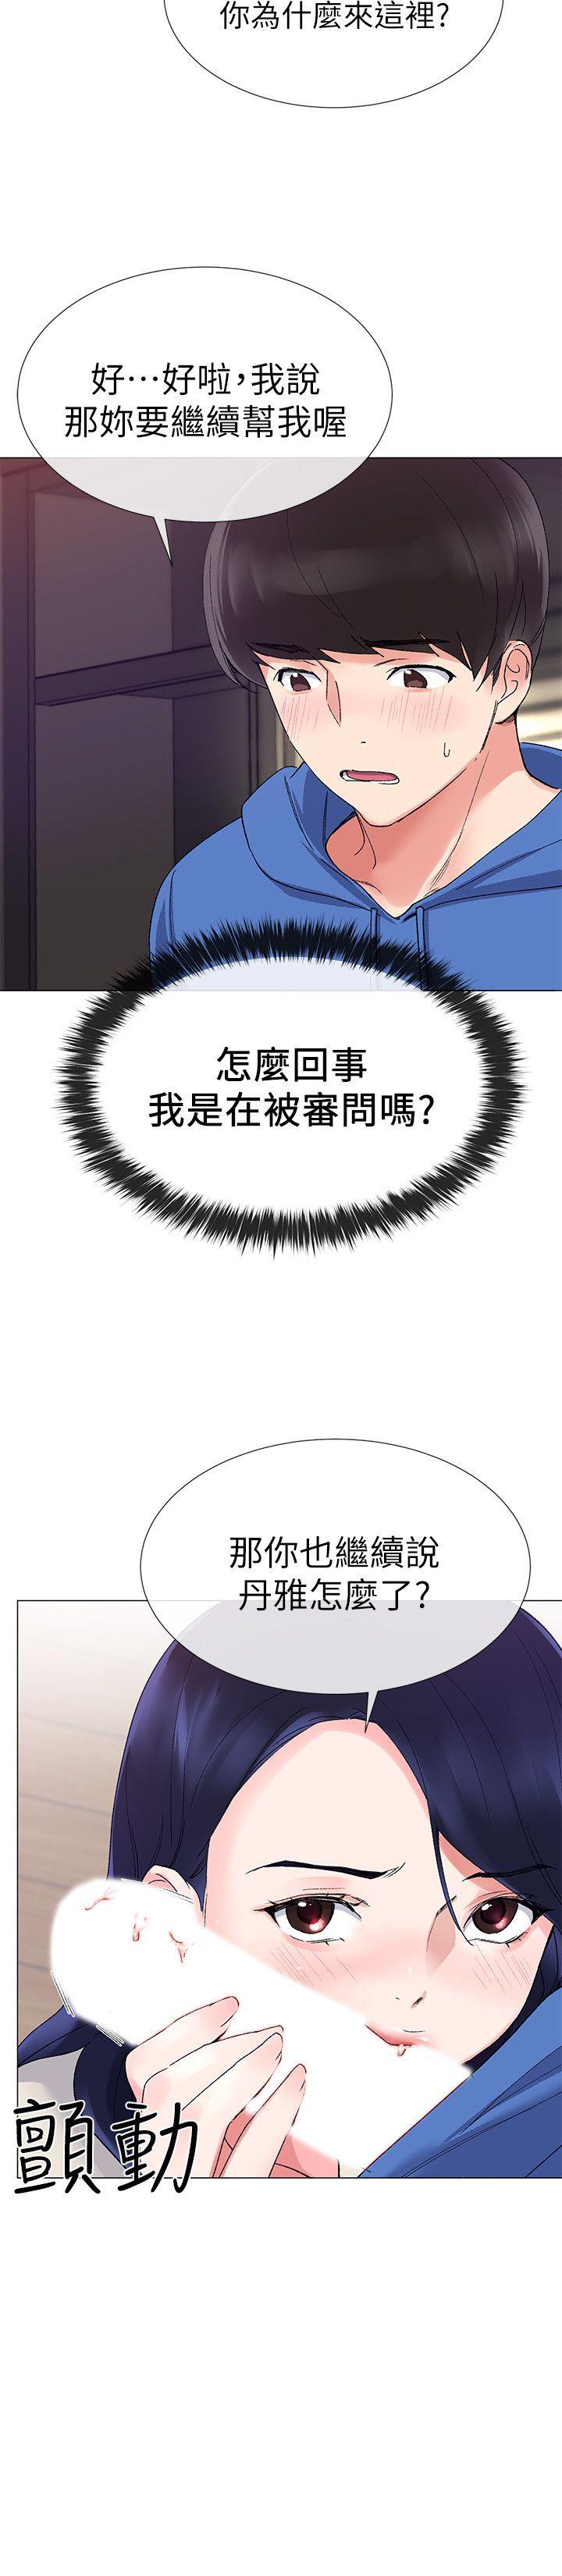 你為什麼來這裡?
好⋯好啦，我說
那妳要繼續幫我喔
怎麼回事
我是在被審問嗎?
那你也繼續說
丹雅怎麼了?
顫動